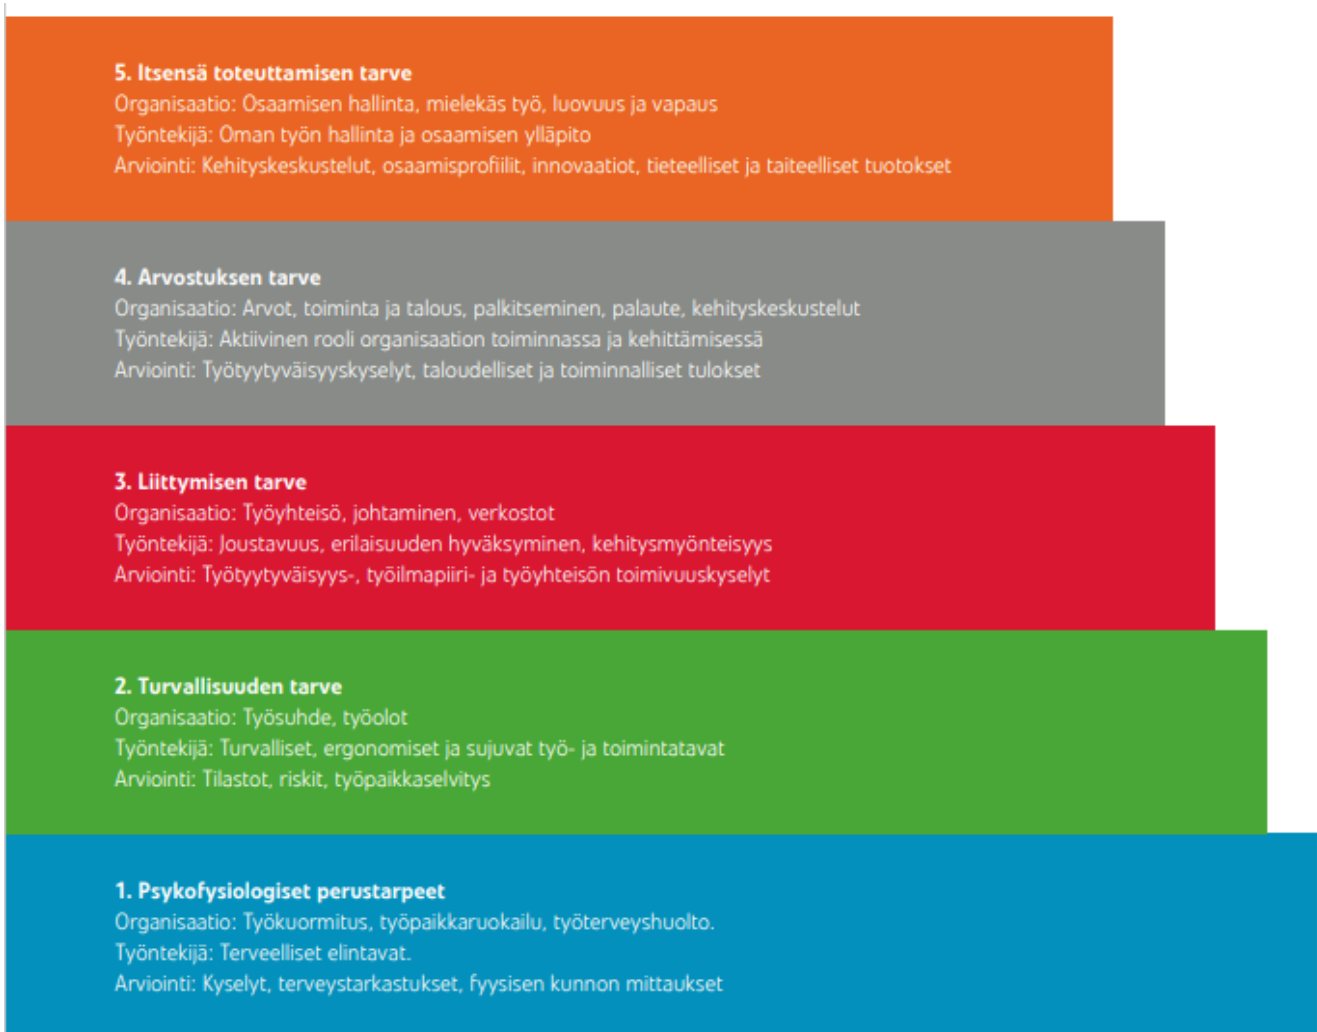 5. Itsensä toteuttamisen tarve
Organisaatio: Osaamisen hallinta, mielekäs työ, luovuus ja vapaus
Työntekijä: Oman työn hallinta ja osaamisen ylläpito
Arviointi: Kehityskeskustelut, osaamisprofiilit, innovaatiot, tieteelliset ja taiteelliset tuotokset
4. Arvostuksen tarve
Organisaatio: Arvot, toiminta ja talous, palkitseminen, palaute, kehityskeskustelut
Työntekijä: Aktiivinen rooli organisaation toiminnassa ja kehittämisessä
Arviointi: Työtyytyväisyyskyselyt, taloudelliset ja toiminnalliset tulokset
3. Liittymisen tarve
Organisaatio: Työyhteisö, johtaminen, verkostot
Työntekijä: Joustavuus, erilaisuuden hyväksyminen, kehitysmyönteisyys
Arviointi: Työtyytyväisyys-, työilmapiiri- ja työyhteisön toimivuuskyselyt
2. Turvallisuuden tarve
Organisaatio: Työsuhde, työolot
Työntekijä: Turvalliset, ergonomiset ja sujuvat työ- ja toimintatavat
Arviointi: Tilastot, riskit, työpaikkaselvitys
1. Psykofysiologiset perustarpeet
Organisaatio: Työkuormitus, työpaikkaruokailu, työterveyshuolto.
Työntekijä: Terveelliset elintavat.
Arviointi: Kyselyt, terveystarkastukset, fyysisen kunnon mittaukset